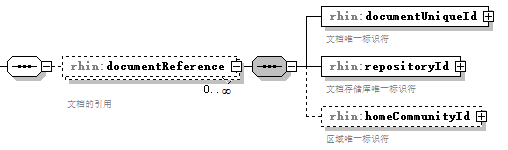 rhin:documentUniqueId
文档唯一标识符
rhin:documentReference
0..∞
文档的引用
rhin:repositoryId
文档存储库唯一标识符
rhin:homeCommunityId
区域唯一标识符